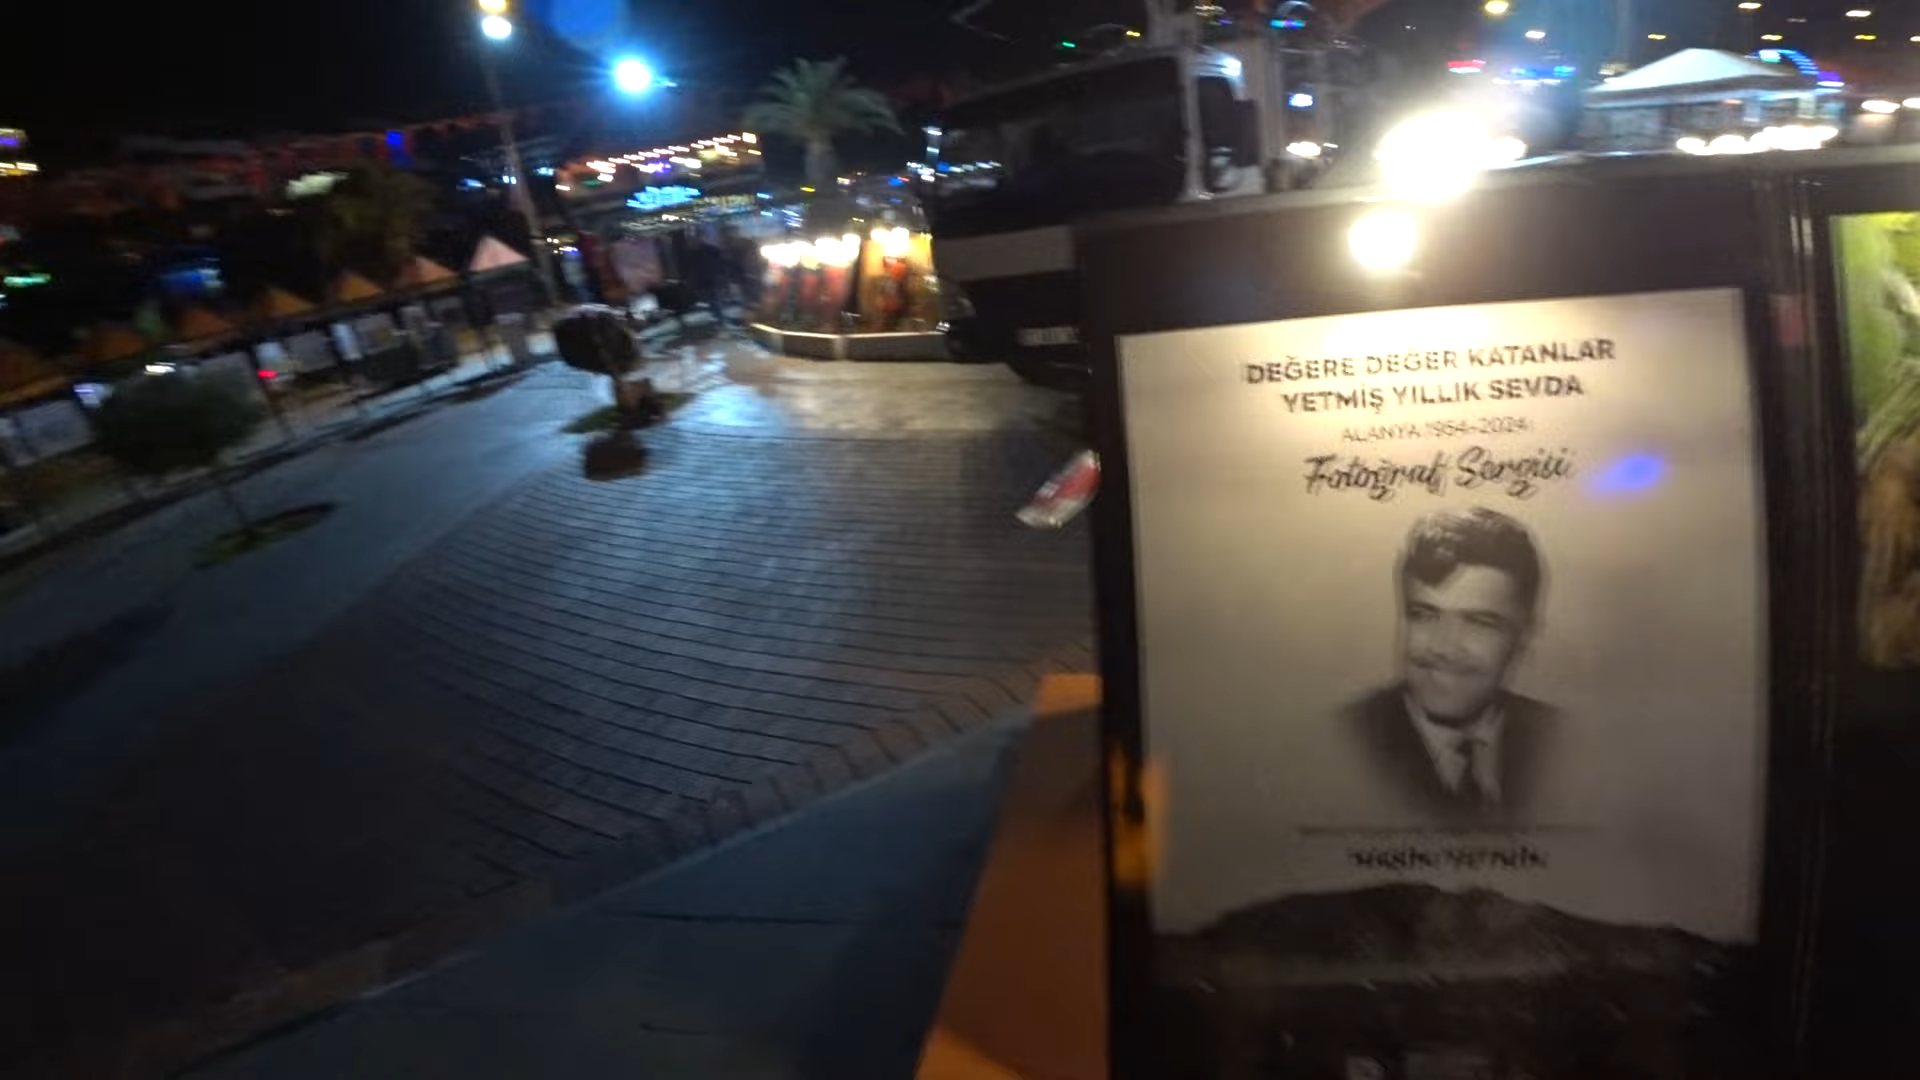 DEĞERE DEĞER KATANLAR
YETMİŞ YILLIK SEVDA
ALANYA 1954-2024
Fotoğraf Sergisi